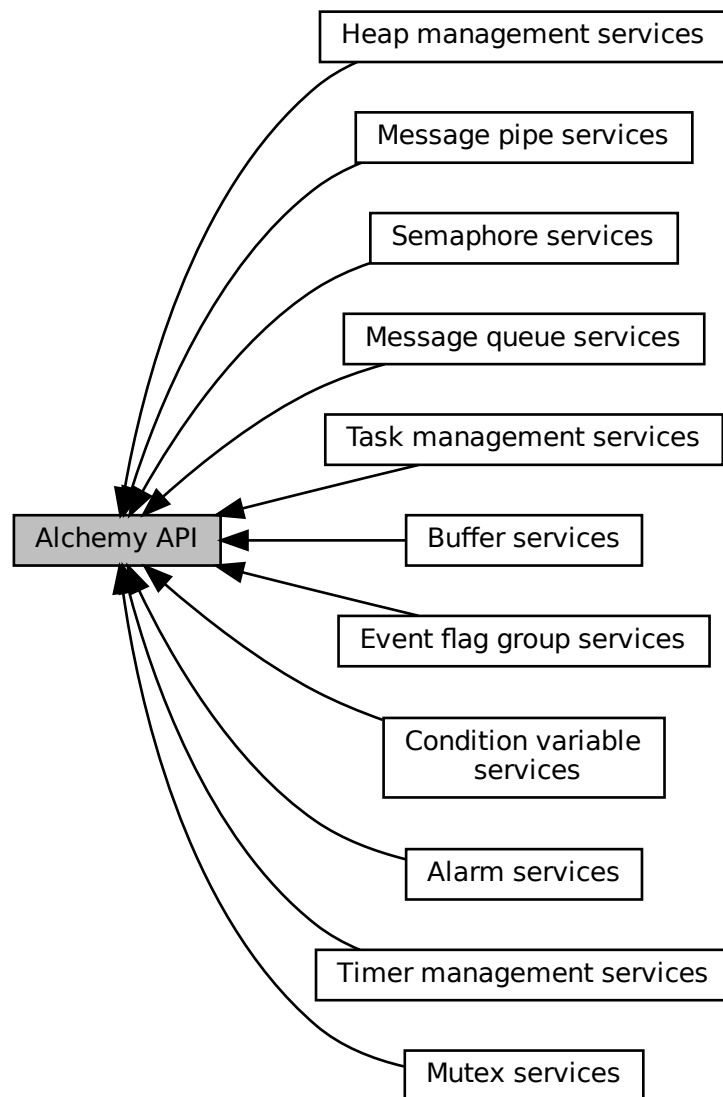 Heap management services
Message pipe services
Semaphore services
Message queue services
Task management services
Alchemy API
Buffer services
Event flag group services
Condition variable
services
Alarm services
Timer management services
Mutex services